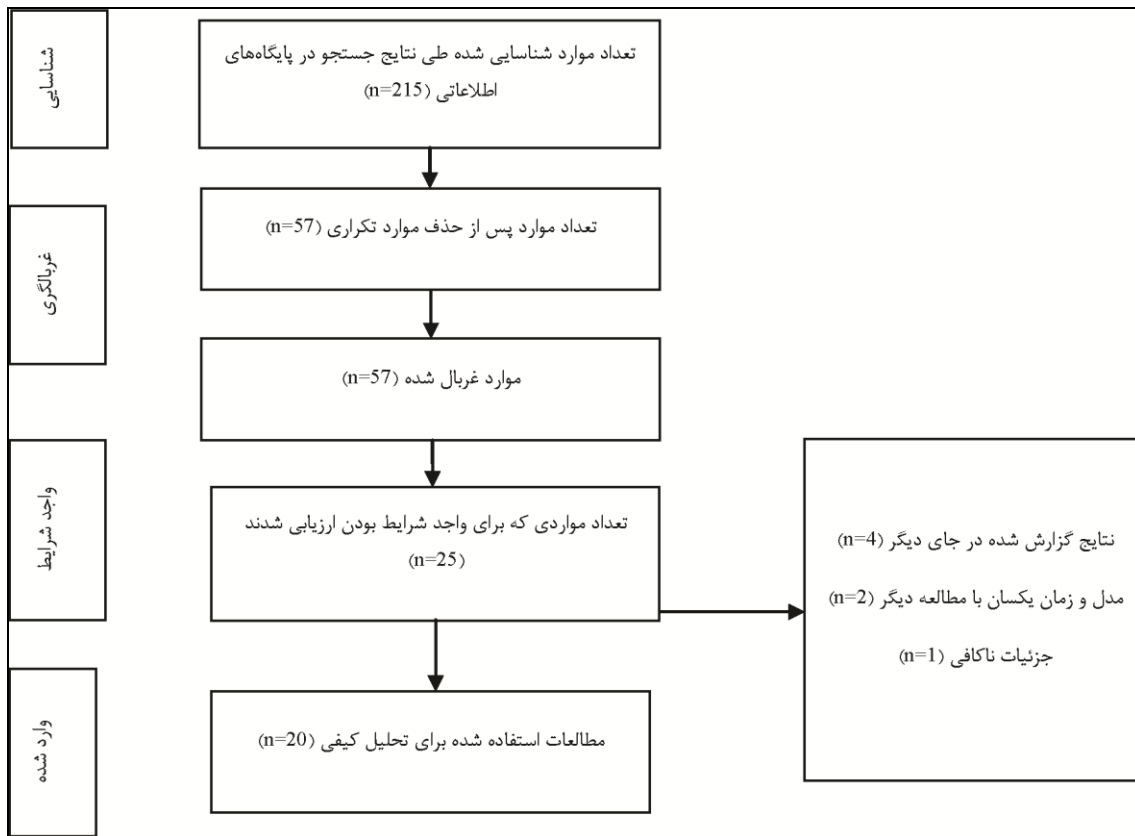 شناسایی
تعداد موارد شناسایی شده طی نتایج جستجو در پایگاه‌های
اطلاعاتی (n=215)
غربالگری
تعداد موارد پس از حذف موارد تکراری (n=57)
موارد غربال شده (n=57)
واجد شرایط
تعداد مواردی که برای واجد شرایط بودن ارزیابی شدند
(n=25)
نتایج گزارش شده در جای دیگر (n=4)
مدل و زمان یکسان با مطالعه دیگر (n=2)
جزئیات ناکافی (n=1)
وارد شده
مطالعات استفاده شده برای تحلیل کیفی (n=20)